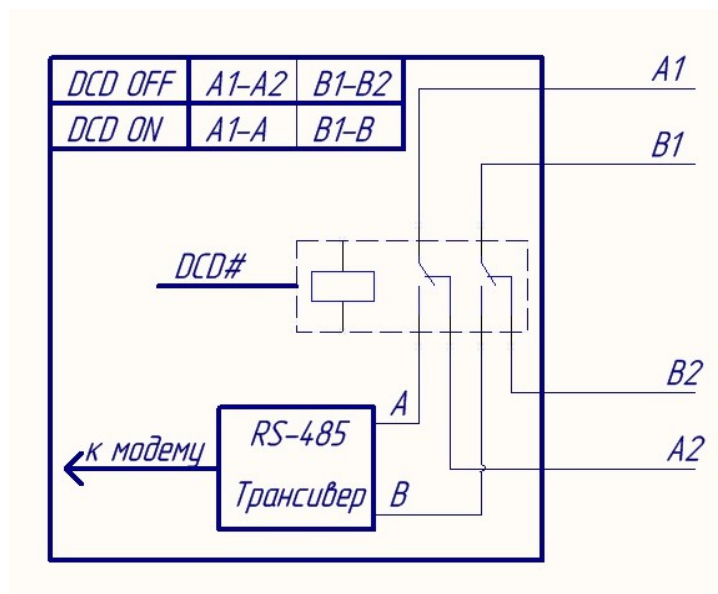 DCD OFF A1-A2 B1-B2
DCD ON A1-A B1-B
A1
B1
DCD#
B2
A2
A
RS-485
к модему
Трансивер
B